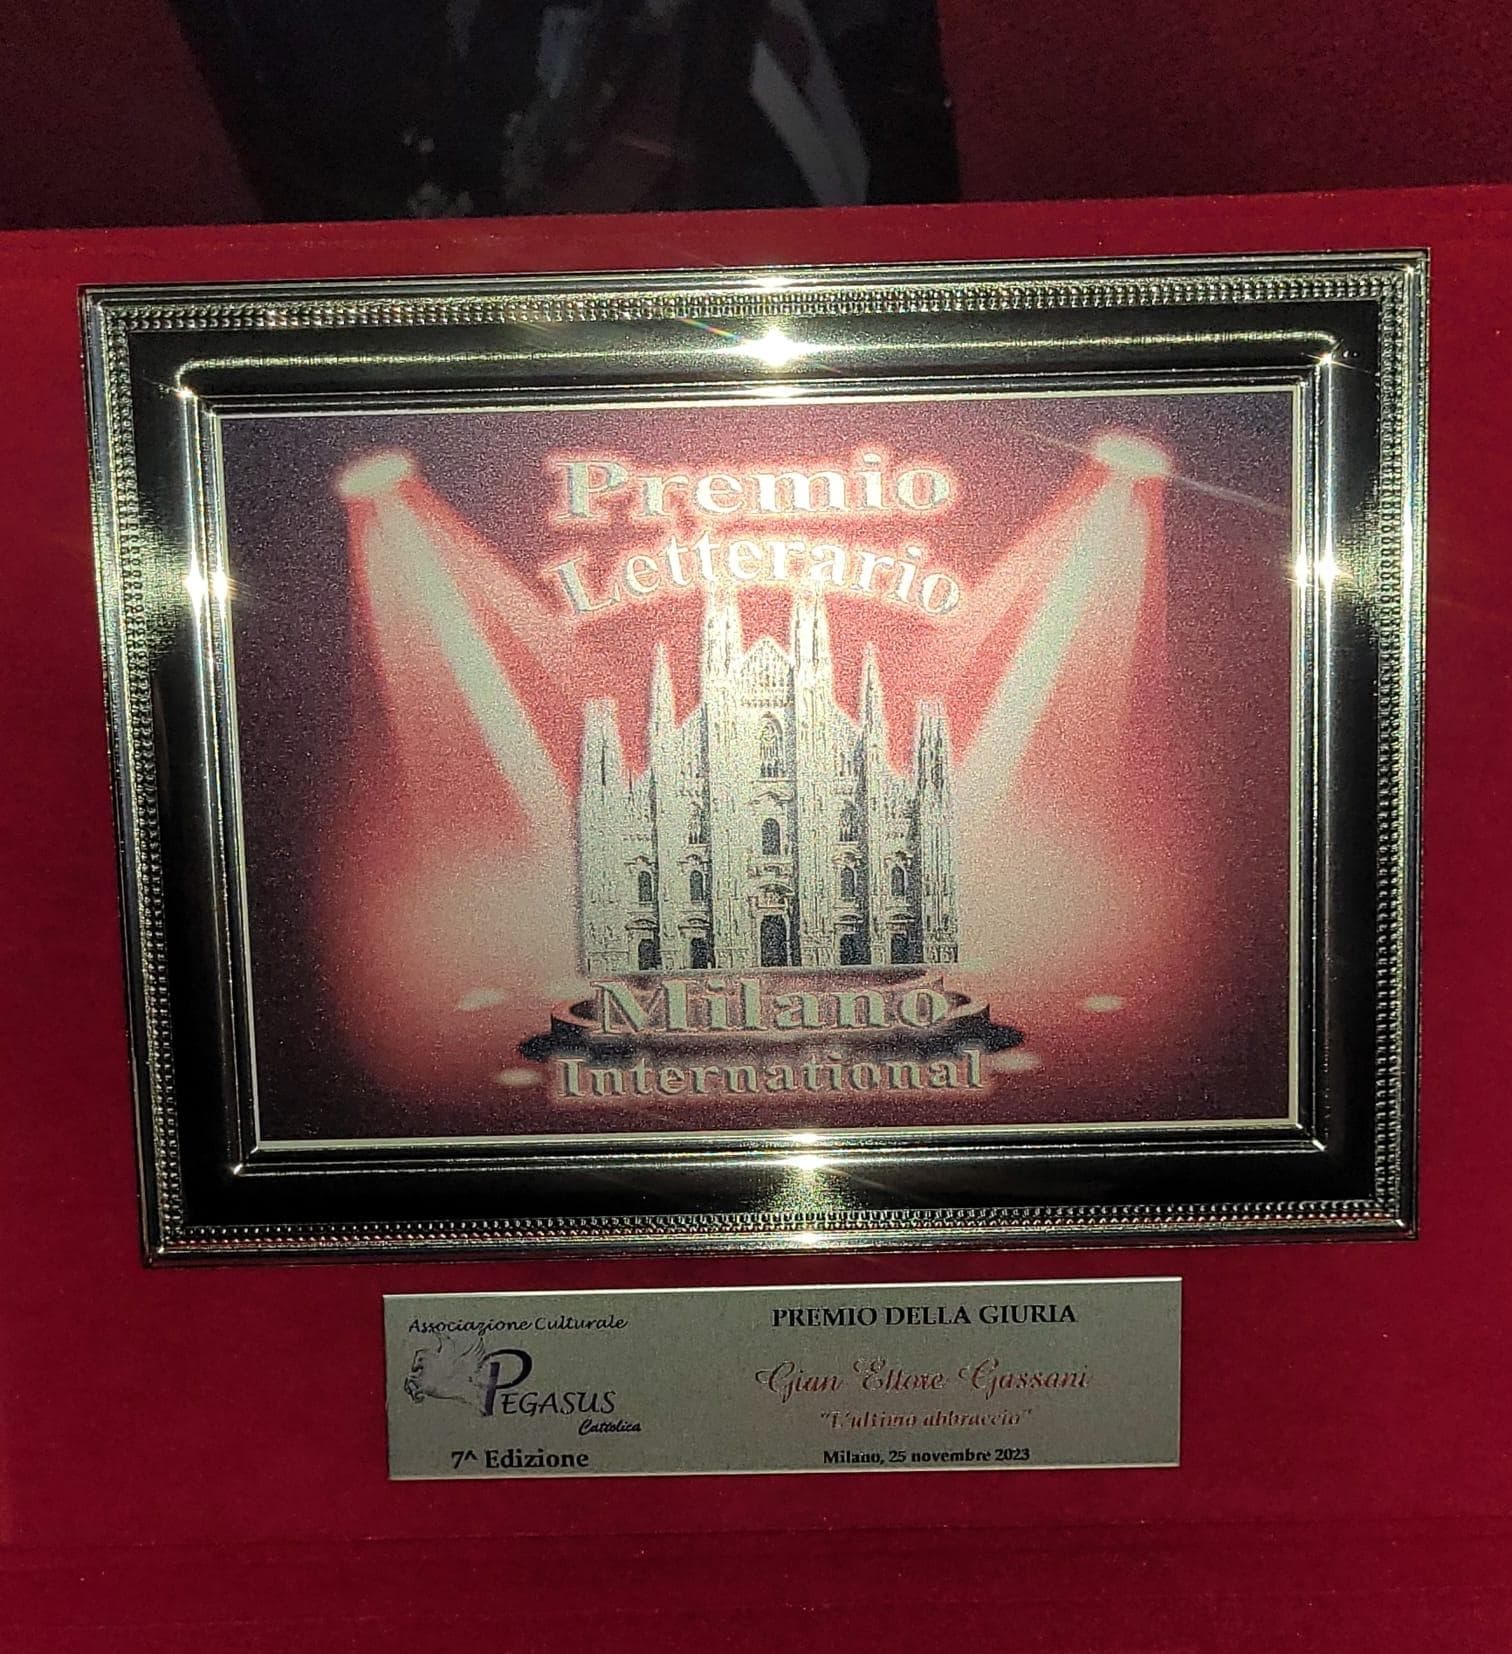 Premio
Letterario
Milano
International
Associazione Culturale
PEGASUS
Cattolica
7^ Edizione
PREMIO DELLA GIURIA
Gian Ettore Gassani
"L'ultimo abbraccio"
Milano, 25 novembre 2023